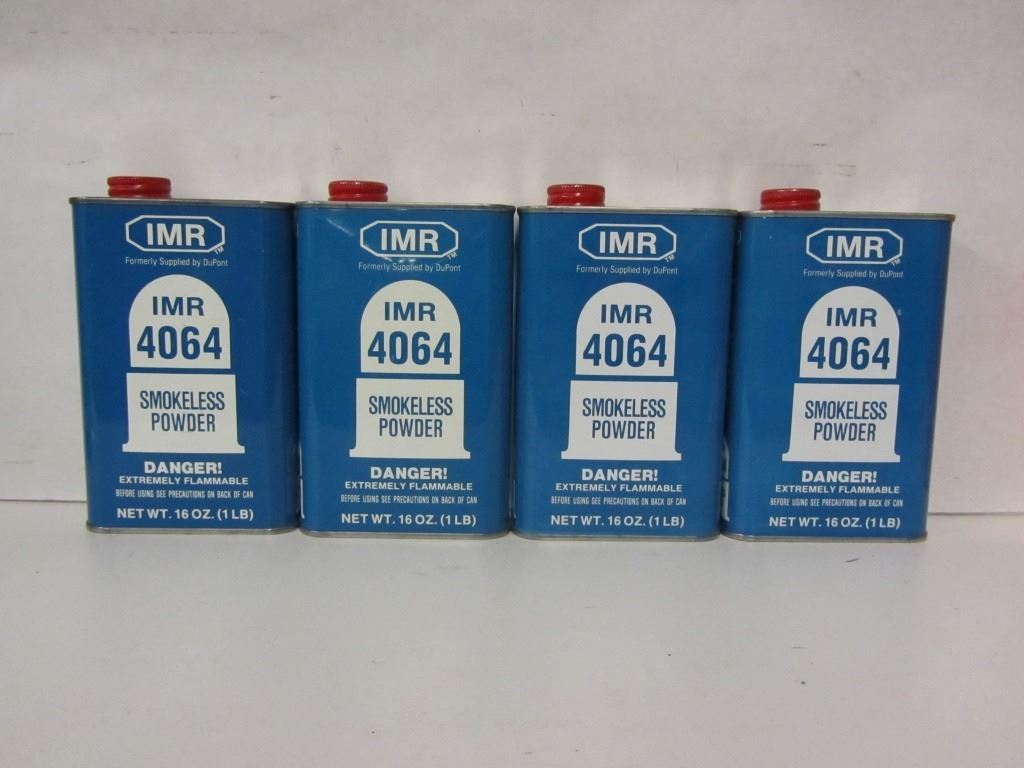 IMR
TM
Formerly Supplied by DuPont
IMR
4064
SMOKELESS
POWDER
DANGER!
EXTREMELY FLAMMABLE
BEFORE USING SEE PRECAUTIONS ON BACK OF CAN
NET WT. 16 OZ. (1 LB)
IMR
TM
Formerly Supplied by DuPont
IMR
4064
SMOKELESS
POWDER
DANGER!
EXTREMELY FLAMMABLE
BEFORE USING SEE PRECAUTIONS ON BACK OF CAN
NET WT. 16 OZ. (1 LB)
IMR
TM
Formerly Supplied by DuPont
IMR
4064
SMOKELESS
POWDER
DANGER!
EXTREMELY FLAMMABLE
BEFORE USING SEE PRECAUTIONS ON BACK OF CAN
NET WT. 16 OZ. (1 LB)
IMR
TM
Formerly Supplied by DuPont
IMR
4064
SMOKELESS
POWDER
DANGER!
EXTREMELY FLAMMABLE
BEFORE USING SEE PRECAUTIONS ON BACK OF CAN
NET WT. 16 OZ. (1 LB)